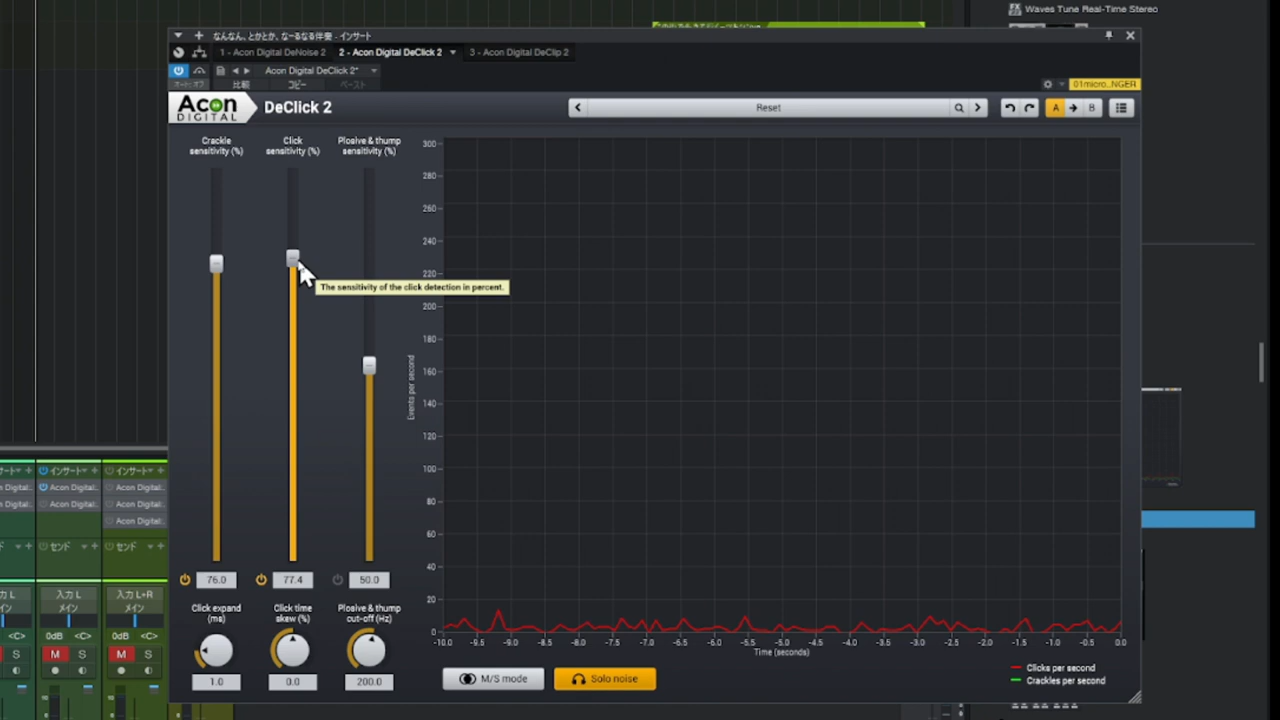 Waves Tune Real-Time Stereo
なんなん、とかとか、なーるなる伴奏 - インサート
1 - Acon Digital DeNoise 2
2 - Acon Digital DeClick 2
3 - Acon Digital DeClip 2
Acon Digital DeClick 2*
オート: オフ
比較
コピー
ペースト
01micro...NGER
Acon
DIGITAL
DeClick 2
Reset
A
B
Crackle
sensitivity (%)
Click
sensitivity (%)
Plosive & thump
sensitivity (%)
300
280
260
240
220
200
180
160
140
120
100
80
60
40
20
0
Events per second
The sensitivity of the click detection in percent.
76.0
77.4
50.0
Click expand
(ms)
Click time
skew (%)
Plosive & thump
cut-off (Hz)
1.0
0.0
200.0
-10.0 -9.5 -9.0 -8.5 -8.0 -7.5 -7.0 -6.5 -6.0 -5.5 -5.0 -4.5 -4.0 -3.5 -3.0 -2.5 -2.0 -1.5 -1.0 -0.5 0.0
Time (seconds)
M/S mode
Solo noise
Clicks per second
Crackles per second
インサート
インサート
Acon Digital..
Acon Digital..
Acon Digital..
Acon Digital..
Acon Digital..
センド
センド
入力 L
入力 L
入力 L+R
メイン
メイン
0dB
<C>
0dB
<C>
S
M
S
M
S